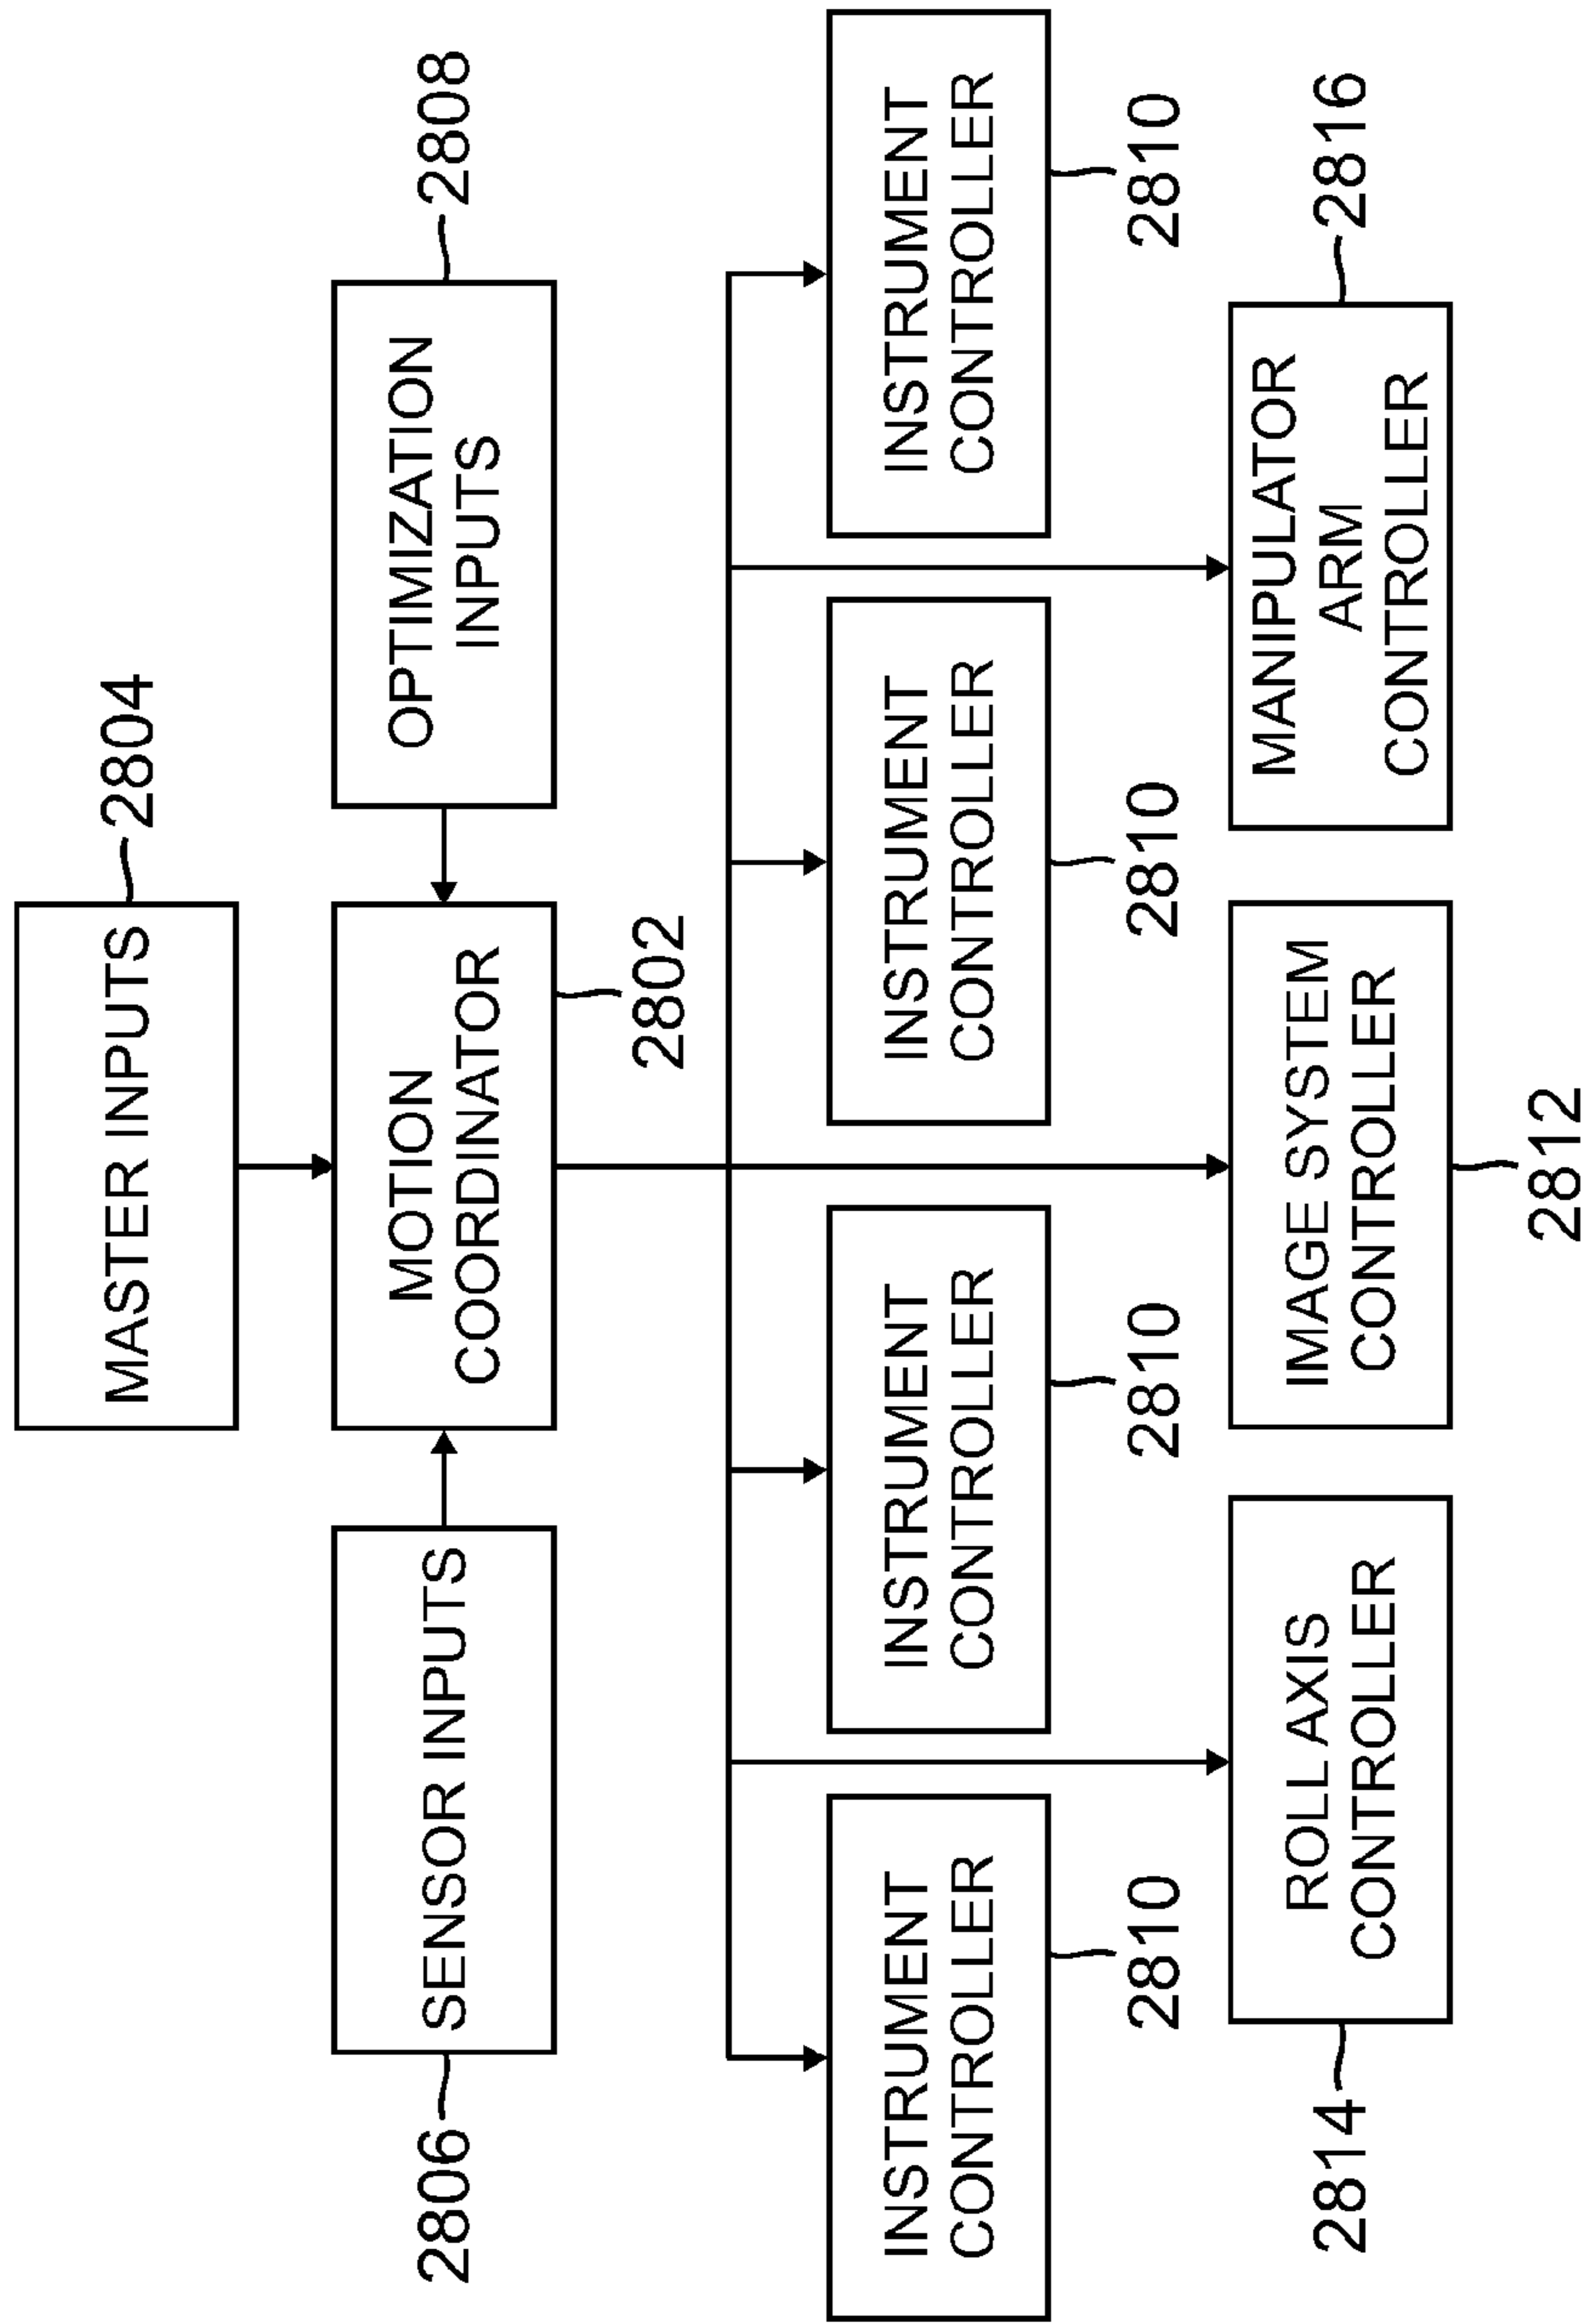 MASTER INPUTS
2804
SENSOR INPUTS
2806
MOTION
COORDINATOR
2802
OPTIMIZATION
INPUTS
2808
INSTRUMENT
CONTROLLER
2810
INSTRUMENT
CONTROLLER
2810
INSTRUMENT
CONTROLLER
2810
INSTRUMENT
CONTROLLER
2810
ROLL AXIS
CONTROLLER
2814
IMAGE SYSTEM
CONTROLLER
2812
MANIPULATOR
ARM
CONTROLLER
2816